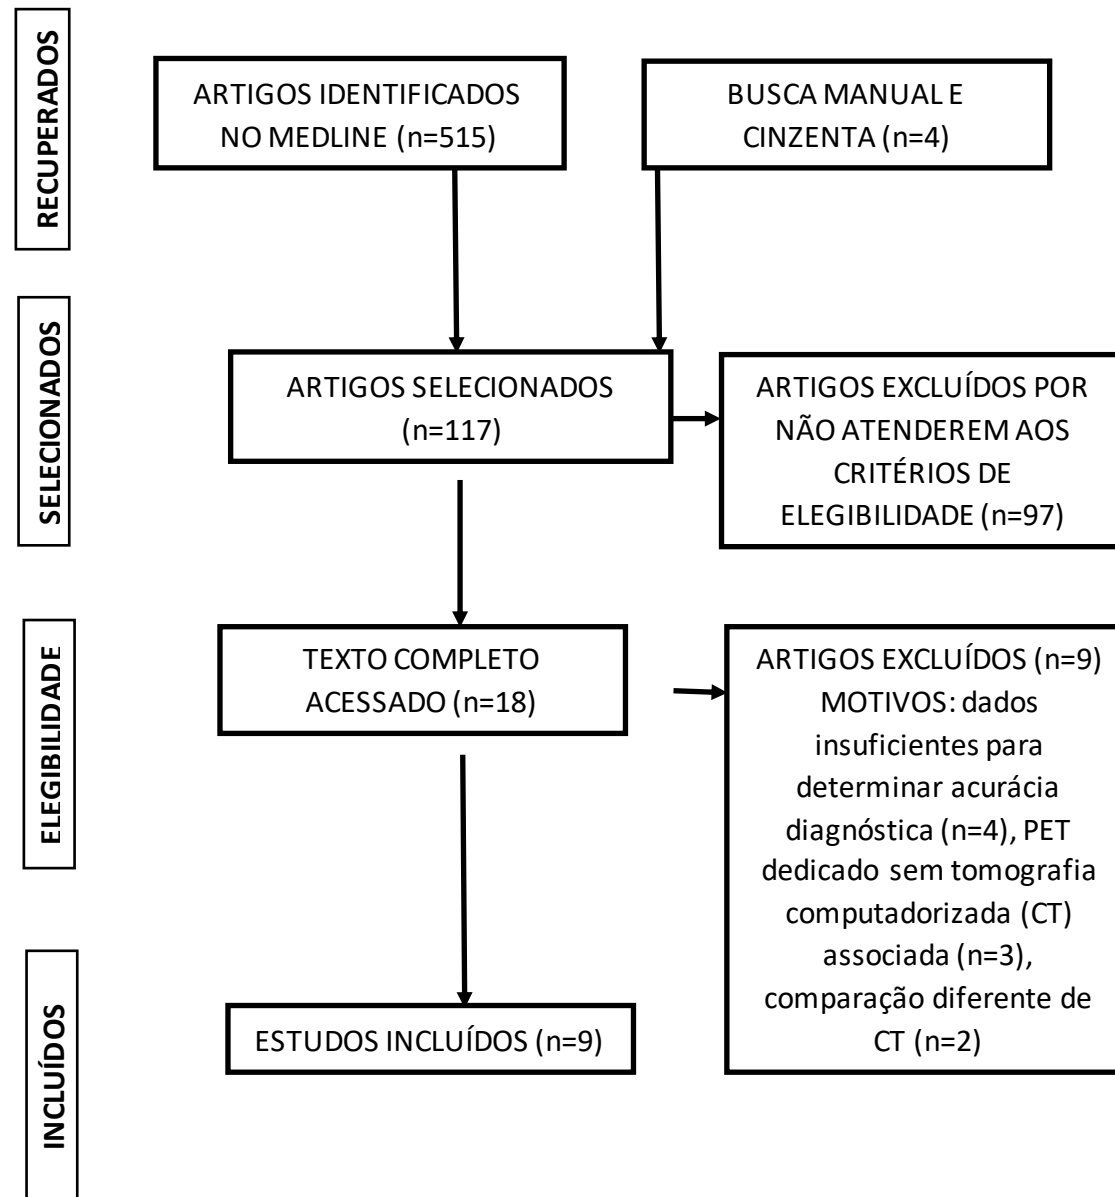 RECUPERADOS
ARTIGOS IDENTIFICADOS
NO MEDLINE (n=515)
BUSCA MANUAL E
CINZENTA (n=4)
SELECIONADOS
ARTIGOS SELECIONADOS
(n=117)
ARTIGOS EXCLUÍDOS POR
NÃO ATENDEREM AOS
CRITÉRIOS DE
ELEGIBILIDADE (n=97)
ELEGIBILIDADE
TEXTO COMPLETO
ACESSADO (n=18)
ARTIGOS EXCLUÍDOS (n=9)
MOTIVOS: dados
insuficientes para
determinar acurácia
diagnóstica (n=4), PET
dedicado sem tomografia
computadorizada (CT)
associada (n=3),
comparação diferente de
CT (n=2)
INCLUÍDOS
ESTUDOS INCLUÍDOS (n=9)